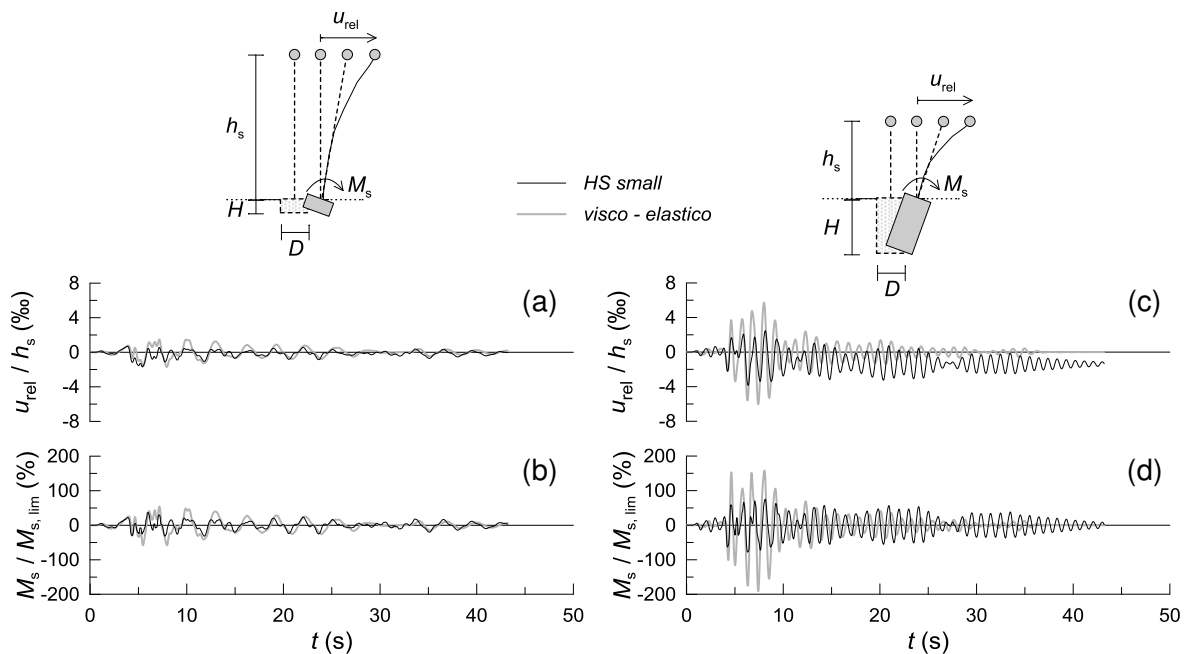 u_rel
h_s
M_s
H
D
HS small
visco - elastico
u_rel
h_s
M_s
H
D
(a)
u_rel / h_s (‰)
8
4
0
-4
-8
(b)
M_s / M_s, lim (%)
200
100
0
-100
-200
0 10 20 30 40 50
t (s)
(c)
u_rel / h_s (‰)
8
4
0
-4
-8
(d)
M_s / M_s, lim (%)
200
100
0
-100
-200
0 10 20 30 40 50
t (s)